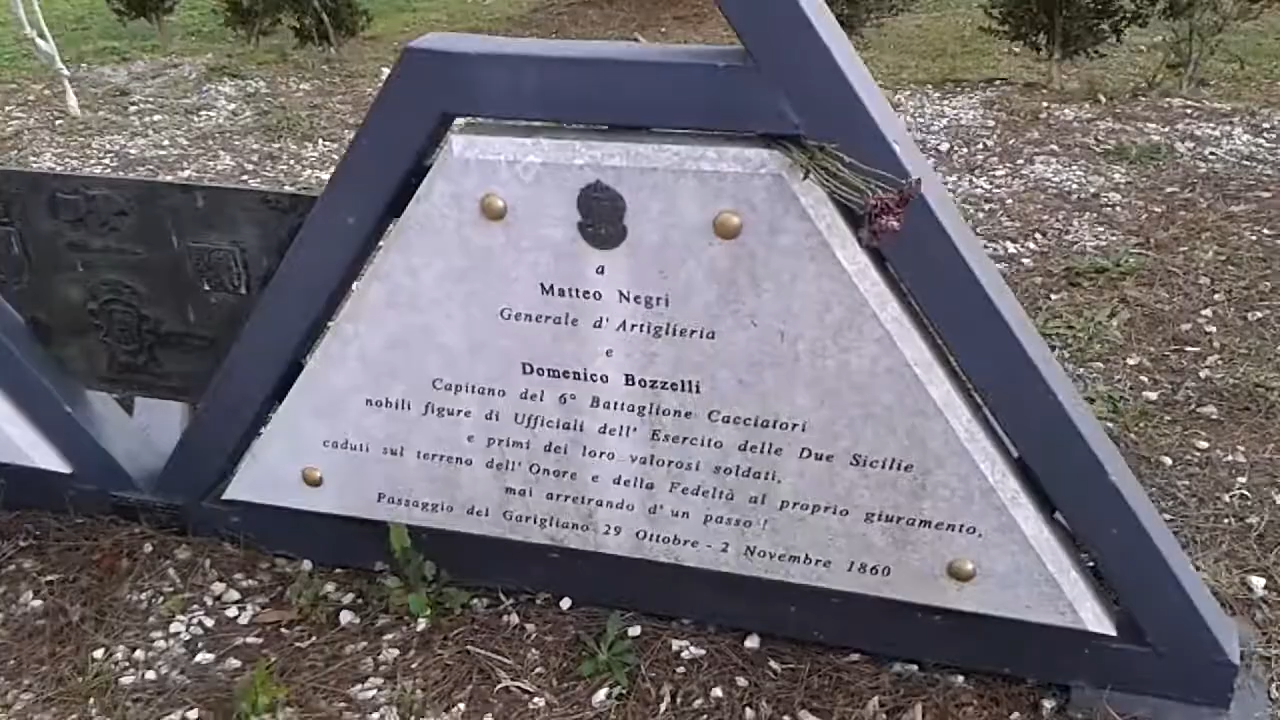 a
Matteo Negri
Generale d' Artiglieria
e
Domenico Bozzelli
Capitano del 6° Battaglione Cacciatori
nobili figure di Ufficiali dell' Esercito delle Due Sicilie
e primi dei loro valorosi soldati,
caduti sul terreno dell' Onore e della Fedeltà al proprio giuramento,
mai arretrando d' un passo !
Passaggio del Garigliano 29 Ottobre - 2 Novembre 1860